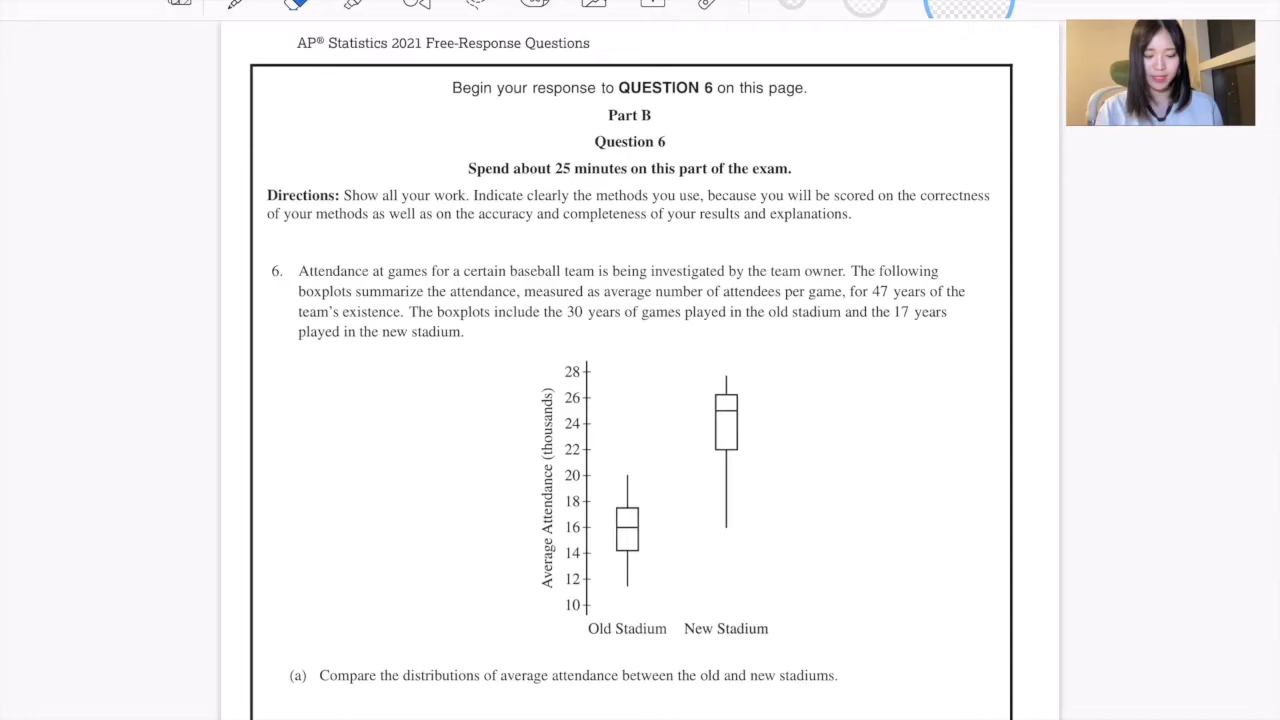 AP® Statistics 2021 Free-Response Questions
Begin your response to QUESTION 6 on this page.
Part B
Question 6
Spend about 25 minutes on this part of the exam.
Directions: Show all your work. Indicate clearly the methods you use, because you will be scored on the correctness
of your methods as well as on the accuracy and completeness of your results and explanations.
6. Attendance at games for a certain baseball team is being investigated by the team owner. The following
boxplots summarize the attendance, measured as average number of attendees per game, for 47 years of the
team's existence. The boxplots include the 30 years of games played in the old stadium and the 17 years
played in the new stadium.
Average Attendance (thousands)
28
26
24
22
20
18
16
14
12
10
Old Stadium New Stadium
(a) Compare the distributions of average attendance between the old and new stadiums.